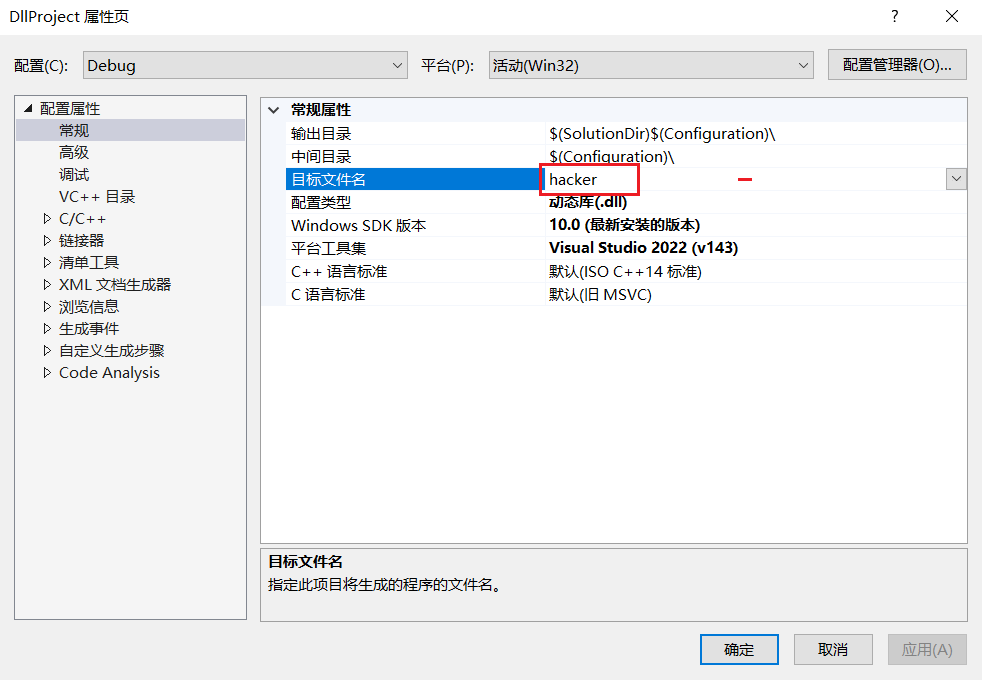 DllProject 属性页
?
配置(C):
Debug
平台(P):
活动(Win32)
配置管理器(O)...
配置属性
常规
高级
调试
VC++ 目录
C/C++
链接器
清单工具
XML 文档生成器
浏览信息
生成事件
自定义生成步骤
Code Analysis
常规属性
输出目录 $(SolutionDir)$(Configuration)\
中间目录 $(Configuration)\
目标文件名 hacker
配置类型 动态库(.dll)
Windows SDK 版本 10.0 (最新安装的版本)
平台工具集 Visual Studio 2022 (v143)
C++ 语言标准 默认(ISO C++14 标准)
C 语言标准 默认(旧 MSVC)
目标文件名
指定此项目将生成的程序的文件名。
确定
取消
应用(A)